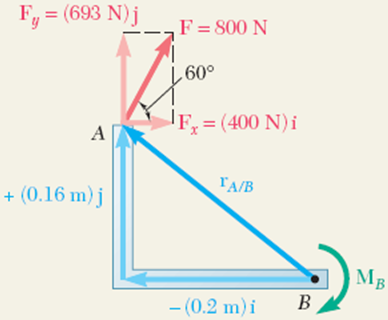 F_y = (693 N) j
F = 800 N
60°
A
F_x = (400 N) i
r_A/B
+ (0.16 m) j
M_B
B
– (0.2 m) i